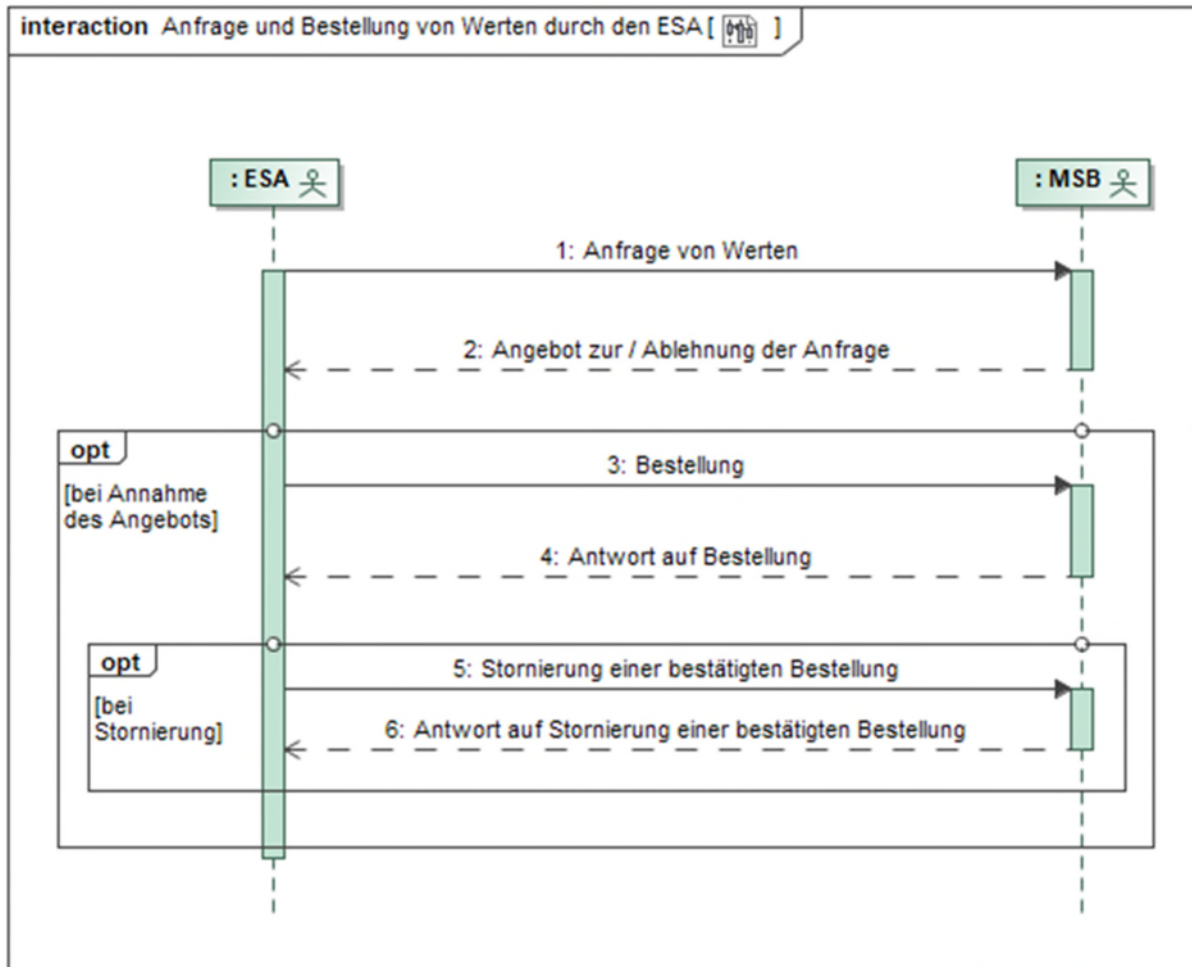 interaction Anfrage und Bestellung von Werten durch den ESA [ ]
: ESA
: MSB
1: Anfrage von Werten
2: Angebot zur / Ablehnung der Anfrage
opt
[bei Annahme
des Angebots]
3: Bestellung
4: Antwort auf Bestellung
opt
[bei
Stornierung]
5: Stornierung einer bestätigten Bestellung
6: Antwort auf Stornierung einer bestätigten Bestellung